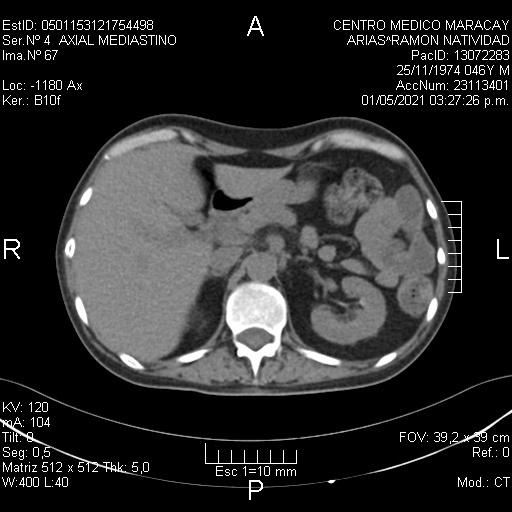 EstID: 0501153121754498
Ser.Nº 4 AXIAL MEDIASTINO
Ima.Nº 67
Loc: -1180 Ax
Ker.: B10f
A
CENTRO MEDICO MARACAY
ARIAS^RAMON NATIVIDAD
PacID: 13072283
25/11/1974 046Y M
AccNum: 23113401
01/05/2021 03:27:26 p.m.
R
L
KV: 120
mA: 104
Tilt: 0
Seg: 0,5
Matriz 512 x 512 Thk: 5,0
W:400 L:40
Esc 1=10 mm
P
FOV: 39,2 x 39 cm
Ref.: 0
Mod.: CT